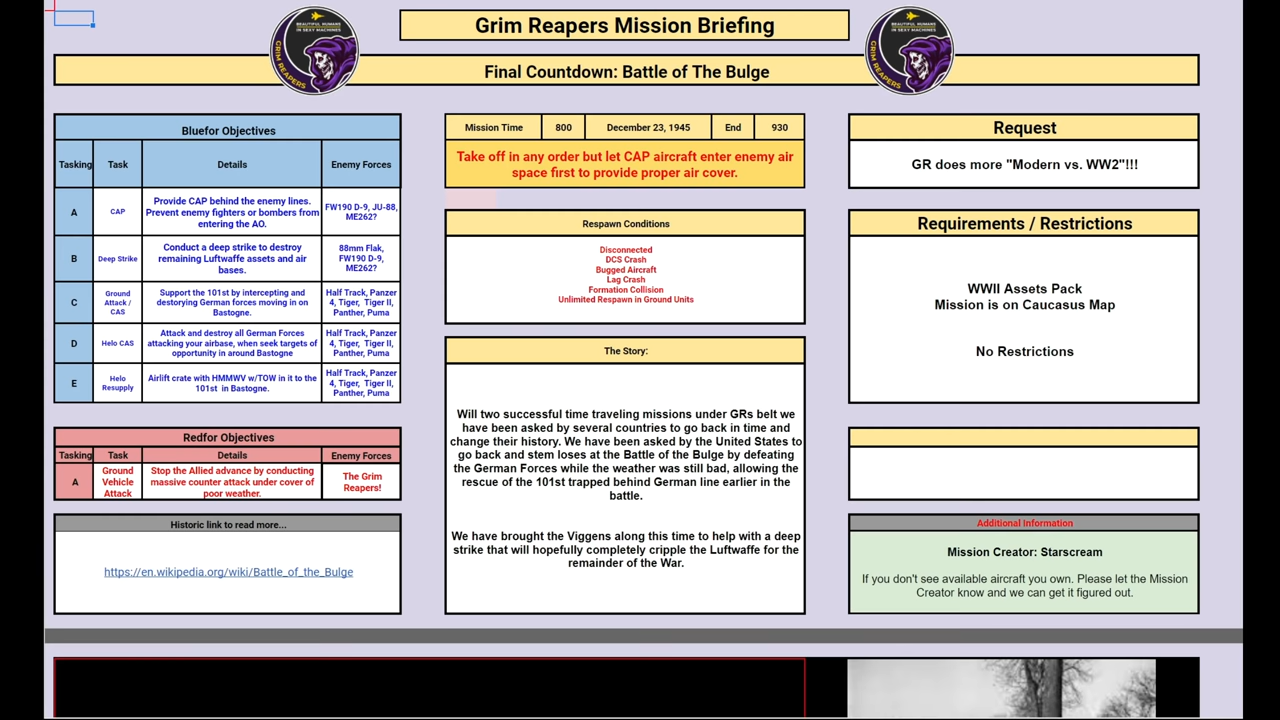 Grim Reapers Mission Briefing
Final Countdown: Battle of The Bulge
BEAUTIFUL HUMANS
IN SEXY MACHINES
GRIM REAPERS
BEAUTIFUL HUMANS
IN SEXY MACHINES
GRIM REAPERS
Bluefor Objectives
Tasking Task Details Enemy Forces
A CAP Provide CAP behind the enemy lines.
Prevent enemy fighters or bombers from
entering the AO.
FW190 D-9, JU-88,
ME262?
B Deep Strike Conduct a deep strike to destroy
remaining Luftwaffe assets and air
bases.
88mm Flak,
FW190 D-9,
ME262?
C Ground
Attack /
CAS
Support the 101st by intercepting and
destorying German forces moving in on
Bastogne.
Half Track, Panzer
4, Tiger, Tiger II,
Panther, Puma
D Helo CAS Attack and destroy all German Forces
attacking your airbase, when seek targets of
opportunity in around Bastogne
Half Track, Panzer
4, Tiger, Tiger II,
Panther, Puma
E Helo
Resupply
Airlift crate with HMMWV w/TOW in it to the
101st in Bastogne.
Half Track, Panzer
4, Tiger, Tiger II,
Panther, Puma
Redfor Objectives
Tasking Task Details Enemy Forces
A Ground
Vehicle
Attack
Stop the Allied advance by conducting
massive counter attack under cover of
poor weather.
The Grim
Reapers!
Historic link to read more...
https://en.wikipedia.org/wiki/Battle_of_the_Bulge
Mission Time 800 December 23, 1945 End 930
Take off in any order but let CAP aircraft enter enemy air
space first to provide proper air cover.
Respawn Conditions
Disconnected
DCS Crash
Bugged Aircraft
Lag Crash
Formation Collision
Unlimited Respawn in Ground Units
The Story:
Will two successful time traveling missions under GRs belt we
have been asked by several countries to go back in time and
change their history. We have been asked by the United States to
go back and stem loses at the Battle of the Bulge by defeating
the German Forces while the weather was still bad, allowing the
rescue of the 101st trapped behind German line earlier in the
battle.
We have brought the Viggens along this time to help with a deep
strike that will hopefully completely cripple the Luftwaffe for the
remainder of the War.
Request
GR does more "Modern vs. WW2"!!!
Requirements / Restrictions
WWII Assets Pack
Mission is on Caucasus Map
No Restrictions
Additional Information
Mission Creator: Starscream
If you don't see available aircraft you own. Please let the Mission
Creator know and we can get it figured out.